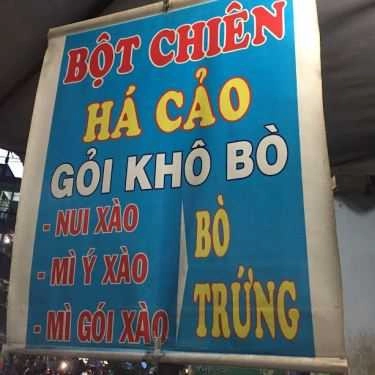 BỘT CHIÊN
HÁ CẢO
GỎI KHÔ BÒ
- NUI XÀO
- MÌ Ý XÀO
- MÌ GÓI XÀO
BÒ
TRỨNG